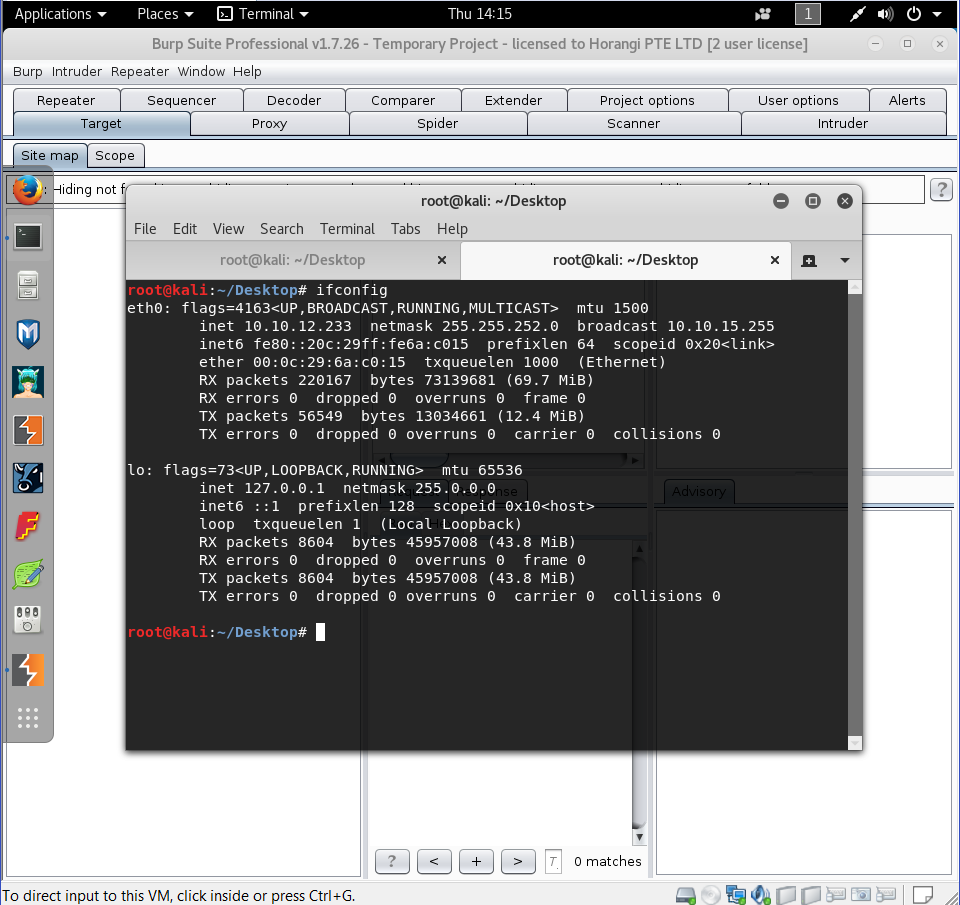 Applications Places Terminal Thu 14:15 1
Burp Suite Professional v1.7.26 - Temporary Project - licensed to Horangi PTE LTD [2 user license]
Burp Intruder Repeater Window Help
Repeater Sequencer Decoder Comparer Extender Project options User options Alerts
Target Proxy Spider Scanner Intruder
Site map Scope
: Hiding not ?
root@kali: ~/Desktop
File Edit View Search Terminal Tabs Help
root@kali: ~/Desktop × root@kali: ~/Desktop ×
root@kali:~/Desktop# ifconfig
eth0: flags=4163<UP,BROADCAST,RUNNING,MULTICAST>  mtu 1500
inet 10.10.12.233  netmask 255.255.252.0  broadcast 10.10.15.255
inet6 fe80::20c:29ff:fe6a:c015  prefixlen 64  scopeid 0x20<link>
ether 00:0c:29:6a:c0:15  txqueuelen 1000  (Ethernet)
RX packets 220167  bytes 73139681 (69.7 MiB)
RX errors 0  dropped 0  overruns 0  frame 0
TX packets 56549  bytes 13034661 (12.4 MiB)
TX errors 0  dropped 0 overruns 0  carrier 0  collisions 0
lo: flags=73<UP,LOOPBACK,RUNNING>  mtu 65536
inet 127.0.0.1  netmask 255.0.0.0
inet6 ::1  prefixlen 128  scopeid 0x10<host>
loop  txqueuelen 1  (Local Loopback)
RX packets 8604  bytes 45957008 (43.8 MiB)
RX errors 0  dropped 0  overruns 0  frame 0
TX packets 8604  bytes 45957008 (43.8 MiB)
TX errors 0  dropped 0 overruns 0  carrier 0  collisions 0
root@kali:~/Desktop#
Advisory
? < + > T. 0 matches
To direct input to this VM, click inside or press Ctrl+G.